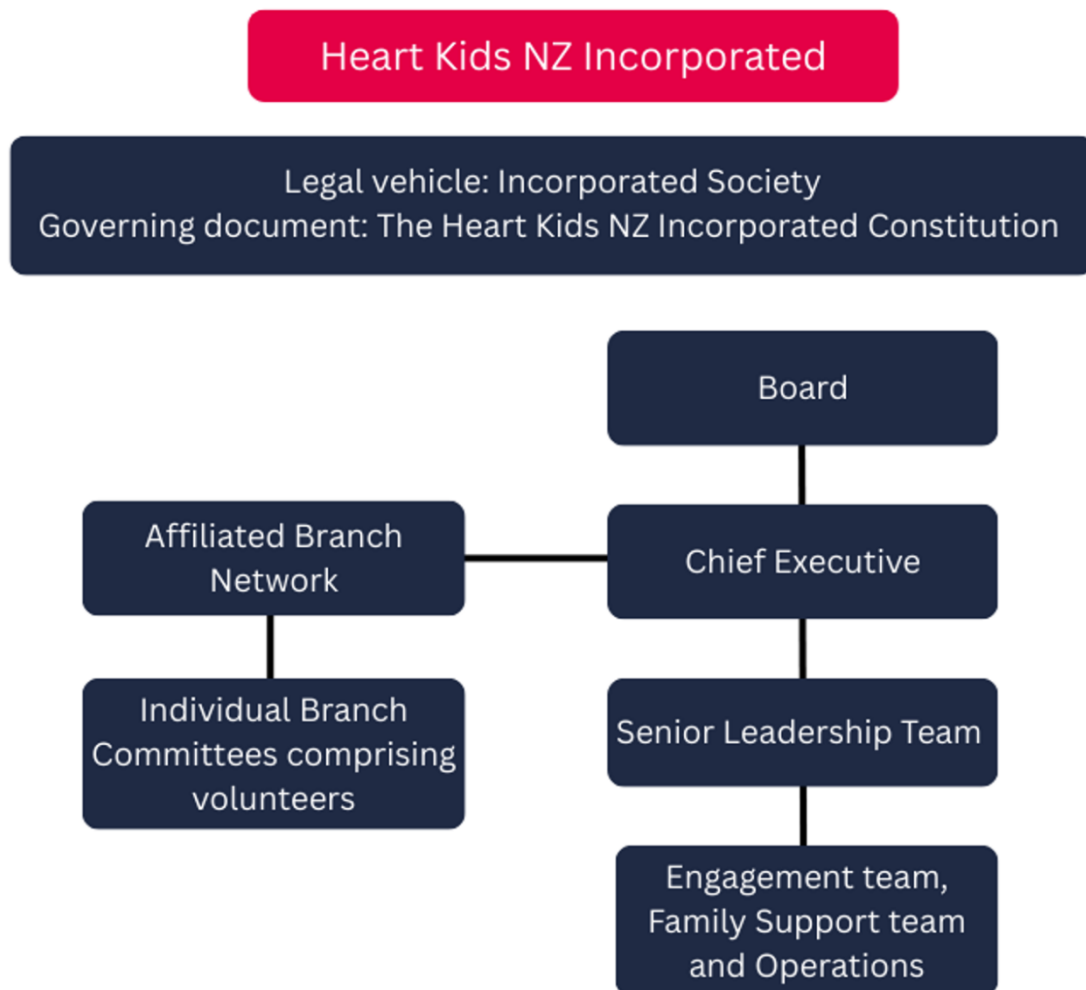 Heart Kids NZ Incorporated
Legal vehicle: Incorporated Society
Governing document: The Heart Kids NZ Incorporated Constitution
Board
Affiliated Branch
Network
Chief Executive
Individual Branch
Committees comprising
volunteers
Senior Leadership Team
Engagement team,
Family Support team
and Operations